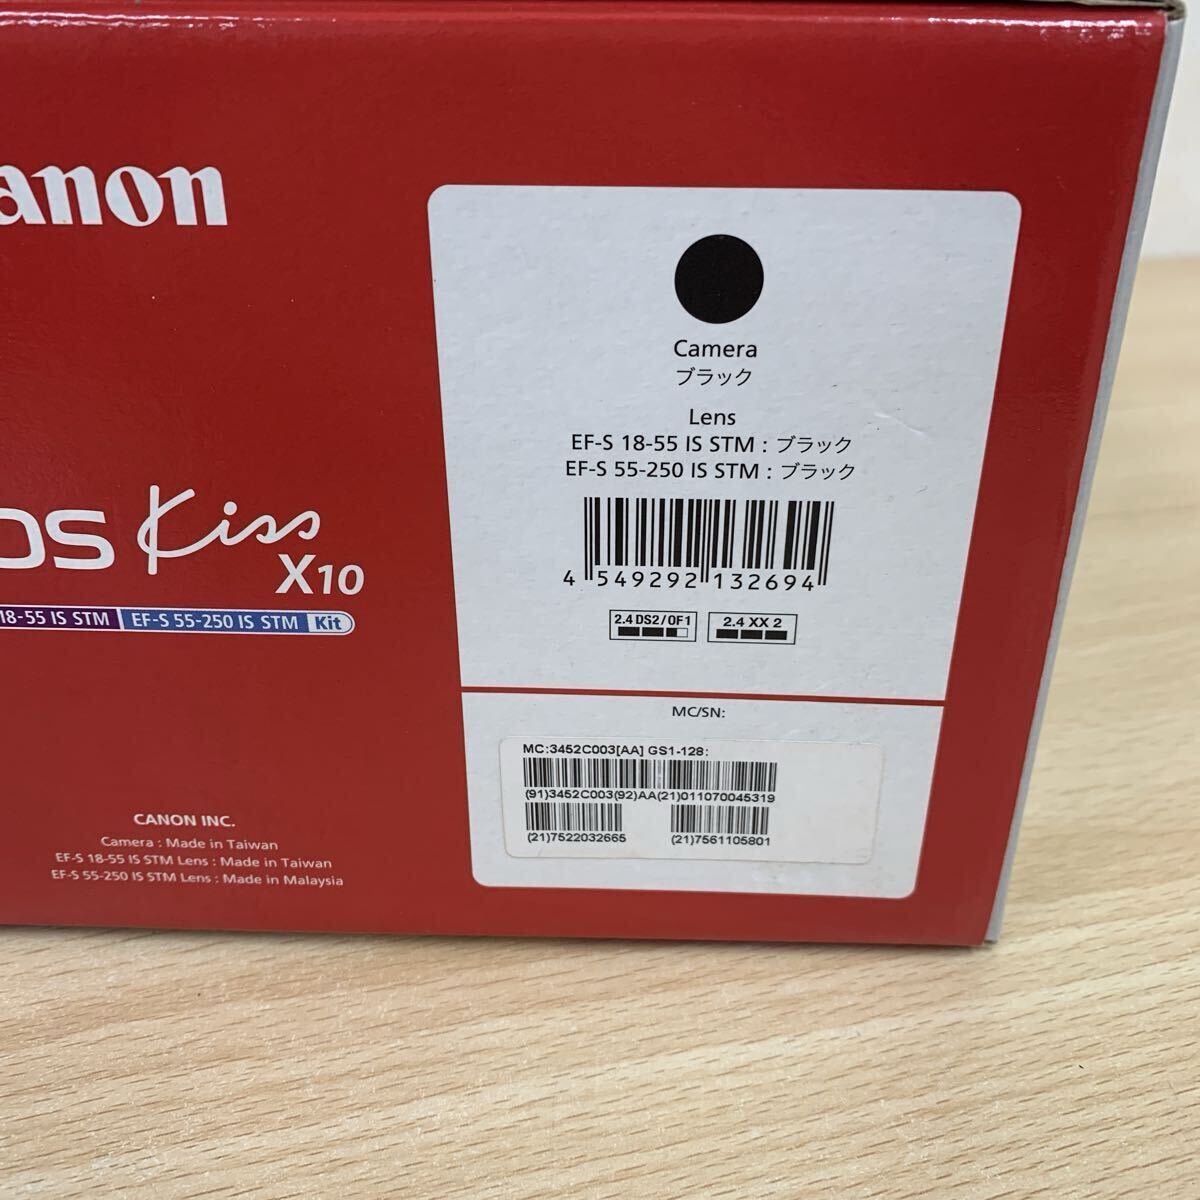 anon
OS Kiss
X10
18-55 IS STM EF-S 55-250 IS STM Kit
CANON INC.
Camera : Made in Taiwan
EF-S 18-55 IS STM Lens : Made in Taiwan
EF-S 55-250 IS STM Lens : Made in Malaysia
Camera
ブラック
Lens
EF-S 18-55 IS STM : ブラック
EF-S 55-250 IS STM : ブラック
4 549292 132694
2.4 DS2/0F1 2.4 XX 2
MC/SN:
MC:3452C003[AA] GS1-128:
(91)3452C003(92)AA(21)011070045319
(21)7522032665 (21)7561105801